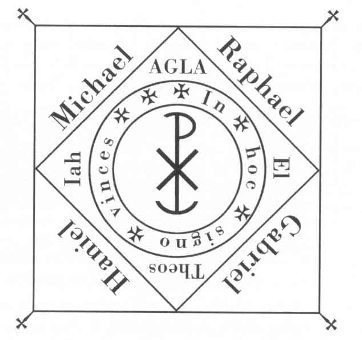 Michael
Raphael
AGLA
✠ In ✠ hoc ✠ signo ✠ vinces ✠ ✠
Iah
El
Theos
Haniel
Gabriel